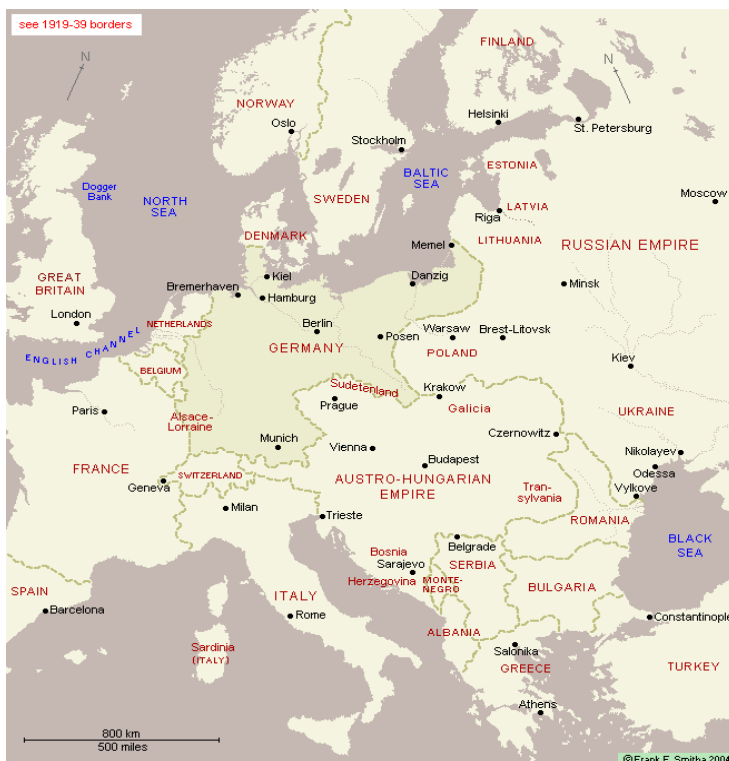 see 1919-39 borders
N
N
FINLAND
NORWAY
Oslo
Helsinki
St. Petersburg
Stockholm
ESTONIA
BALTIC
SEA
Dogger
Bank
NORTH
SEA
SWEDEN
Moscow
LATVIA
Riga
DENMARK
Memel
LITHUANIA
RUSSIAN EMPIRE
GREAT
BRITAIN
Kiel
Danzig
Bremerhaven
Hamburg
Minsk
London
NETHERLANDS
Berlin
Posen
Warsaw
Brest-Litovsk
ENGLISH CHANNEL
GERMANY
POLAND
BELGIUM
Kiev
Sudetenland
Krakow
Prague
Galicia
Paris
Alsace-
Lorraine
UKRAINE
Czernowitz
Munich
Vienna
Nikolayev
FRANCE
SWITZERLAND
Budapest
Odessa
Geneva
AUSTRO-HUNGARIAN
EMPIRE
Tran-
sylvania
Vylkove
Milan
Trieste
ROMANIA
BLACK
SEA
Belgrade
Bosnia
Sarajevo
SERBIA
Herzegovina
MONTE-
NEGRO
BULGARIA
SPAIN
ITALY
Barcelona
Rome
Constantinople
ALBANIA
Sardinia
(ITALY)
Salonika
GREECE
TURKEY
Athens
800 km
500 miles
©Frank E. Smitha 2004